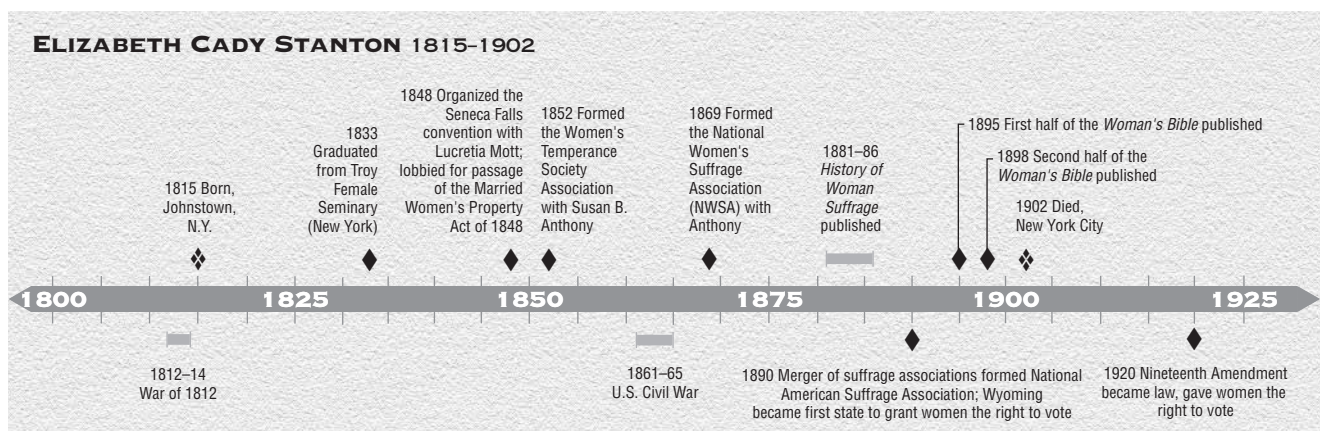 ELIZABETH CADY STANTON 1815–1902
1815 Born,
Johnstown,
N.Y.
1833
Graduated
from Troy
Female
Seminary
(New York)
1848 Organized the
Seneca Falls
convention with
Lucretia Mott;
lobbied for passage
of the Married
Women's Property
Act of 1848
1852 Formed
the Women's
Temperance
Society
Association
with Susan B.
Anthony
1869 Formed
the National
Women's
Suffrage
Association
(NWSA) with
Anthony
1881–86
History of
Woman
Suffrage
published
1895 First half of the Woman's Bible published
1898 Second half of the
Woman's Bible published
1902 Died,
New York City
1800 1825 1850 1875 1900 1925
1812–14
War of 1812
1861–65
U.S. Civil War
1890 Merger of suffrage associations formed National
American Suffrage Association; Wyoming
became first state to grant women the right to vote
1920 Nineteenth Amendment
became law, gave women the
right to vote